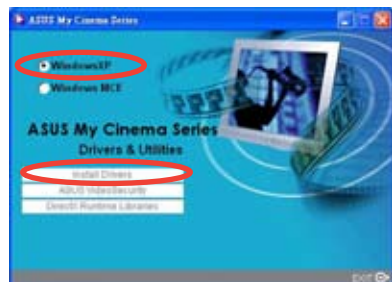 ASUS My Cinema Series
WindowsXP
Windows MCE
ASUS My Cinema Series
Drivers & Utilities
Install Drivers
ASUS VideoSecurity
DirectX Runtime Libraries
EXIT